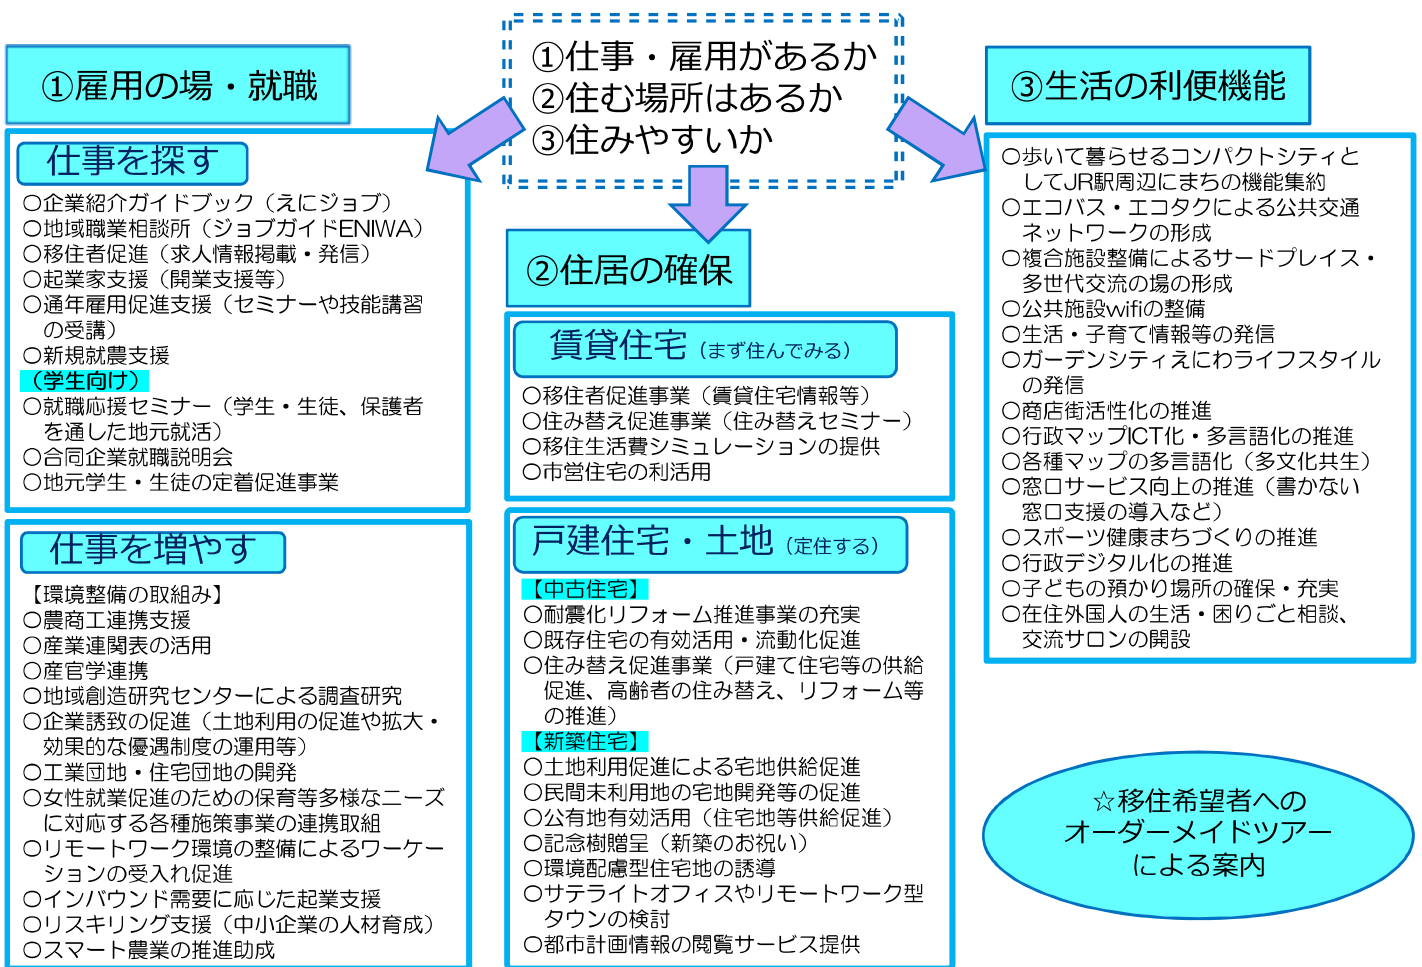 ①仕事・雇用があるか
②住む場所はあるか
③住みやすいか
①雇用の場・就職
仕事を探す
○企業紹介ガイドブック（えにジョブ）
○地域職業相談所（ジョブガイドENIWA）
○移住者促進（求人情報掲載・発信）
○起業家支援（開業支援等）
○通年雇用促進支援（セミナーや技能講習
の受講）
○新規就農支援
（学生向け）
○就職応援セミナー（学生・生徒、保護者
を通した地元就活）
○合同企業就職説明会
○地元学生・生徒の定着促進事業
仕事を増やす
【環境整備の取組み】
○農商工連携支援
○産業連関表の活用
○産官学連携
○地域創造研究センターによる調査研究
○企業誘致の促進（土地利用の促進や拡大・
効果的な優遇制度の運用等）
○工業団地・住宅団地の開発
○女性就業促進のための保育等多様なニーズ
に対応する各種施策事業の連携取組
○リモートワーク環境の整備によるワーケー
ションの受入れ促進
○インバウンド需要に応じた起業支援
○リスキリング支援（中小企業の人材育成）
○スマート農業の推進助成
②住居の確保
賃貸住宅（まず住んでみる）
○移住者促進事業（賃貸住宅情報等）
○住み替え促進事業（住み替えセミナー）
○移住生活費シミュレーションの提供
○市営住宅の利活用
戸建住宅・土地（定住する）
【中古住宅】
○耐震化リフォーム推進事業の充実
○既存住宅の有効活用・流動化促進
○住み替え促進事業（戸建て住宅等の供給
促進、高齢者の住み替え、リフォーム等
の推進）
【新築住宅】
○土地利用促進による宅地供給促進
○民間未利用地の宅地開発等の促進
○公有地有効活用（住宅地等供給促進）
○記念樹贈呈（新築のお祝い）
○環境配慮型住宅地の誘導
○サテライトオフィスやリモートワーク型
タウンの検討
○都市計画情報の閲覧サービス提供
③生活の利便機能
○歩いて暮らせるコンパクトシティと
してJR駅周辺にまちの機能集約
○エコバス・エコタクによる公共交通
ネットワークの形成
○複合施設整備によるサードプレイス・
多世代交流の場の形成
○公共施設wifiの整備
○生活・子育て情報等の発信
○ガーデンシティえにわライフスタイル
の発信
○商店街活性化の推進
○行政マップICT化・多言語化の推進
○各種マップの多言語化（多文化共生）
○窓口サービス向上の推進（書かない
窓口支援の導入など）
○スポーツ健康まちづくりの推進
○行政デジタル化の推進
○子どもの預かり場所の確保・充実
○在住外国人の生活・困りごと相談、
交流サロンの開設
☆移住希望者への
オーダーメイドツアー
による案内